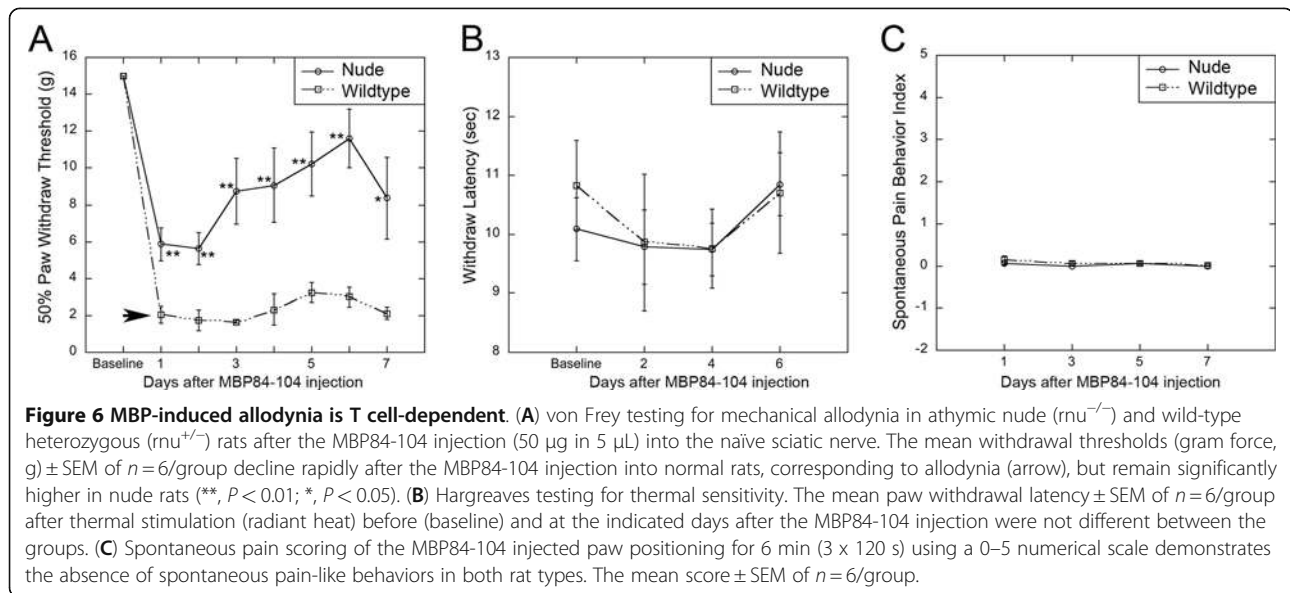 A
B
C
16
14
12
10
8
6
4
2
0
50% Paw Withdraw Threshold (g)
Nude
Wildtype
**
**
**
**
**
**
*
Baseline 1 3 5 7
Days after MBP84-104 injection
13
12
11
10
9
8
Withdraw Latency (sec)
Nude
Wildtype
Baseline 2 4 6
Days after MBP84-104 injection
5
4
3
2
1
0
-1
-2
Spontaneous Pain Behavior Index
Nude
Wildtype
1 3 5 7
Days after MBP84-104 injection
Figure 6 MBP-induced allodynia is T cell-dependent. (A) von Frey testing for mechanical allodynia in athymic nude (rnu−/−) and wild-type
heterozygous (rnu+/−) rats after the MBP84-104 injection (50 μg in 5 μL) into the naïve sciatic nerve. The mean withdrawal thresholds (gram force,
g) ± SEM of n = 6/group decline rapidly after the MBP84-104 injection into normal rats, corresponding to allodynia (arrow), but remain significantly
higher in nude rats (**, P < 0.01; *, P < 0.05). (B) Hargreaves testing for thermal sensitivity. The mean paw withdrawal latency ± SEM of n = 6/group
after thermal stimulation (radiant heat) before (baseline) and at the indicated days after the MBP84-104 injection were not different between the
groups. (C) Spontaneous pain scoring of the MBP84-104 injected paw positioning for 6 min (3 x 120 s) using a 0–5 numerical scale demonstrates
the absence of spontaneous pain-like behaviors in both rat types. The mean score ± SEM of n = 6/group.